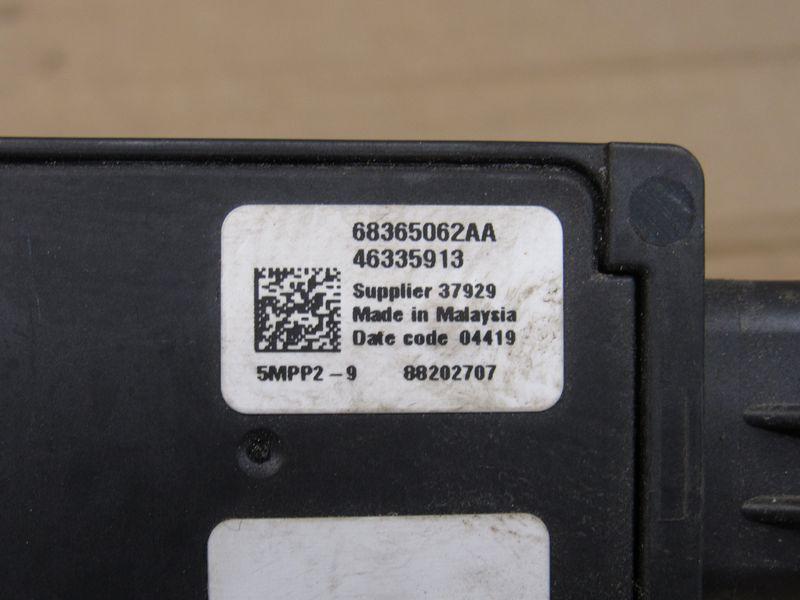 68365062AA
46335913
Supplier 37929
Made in Malaysia
Date code 04419
5MPP2-9 88202707